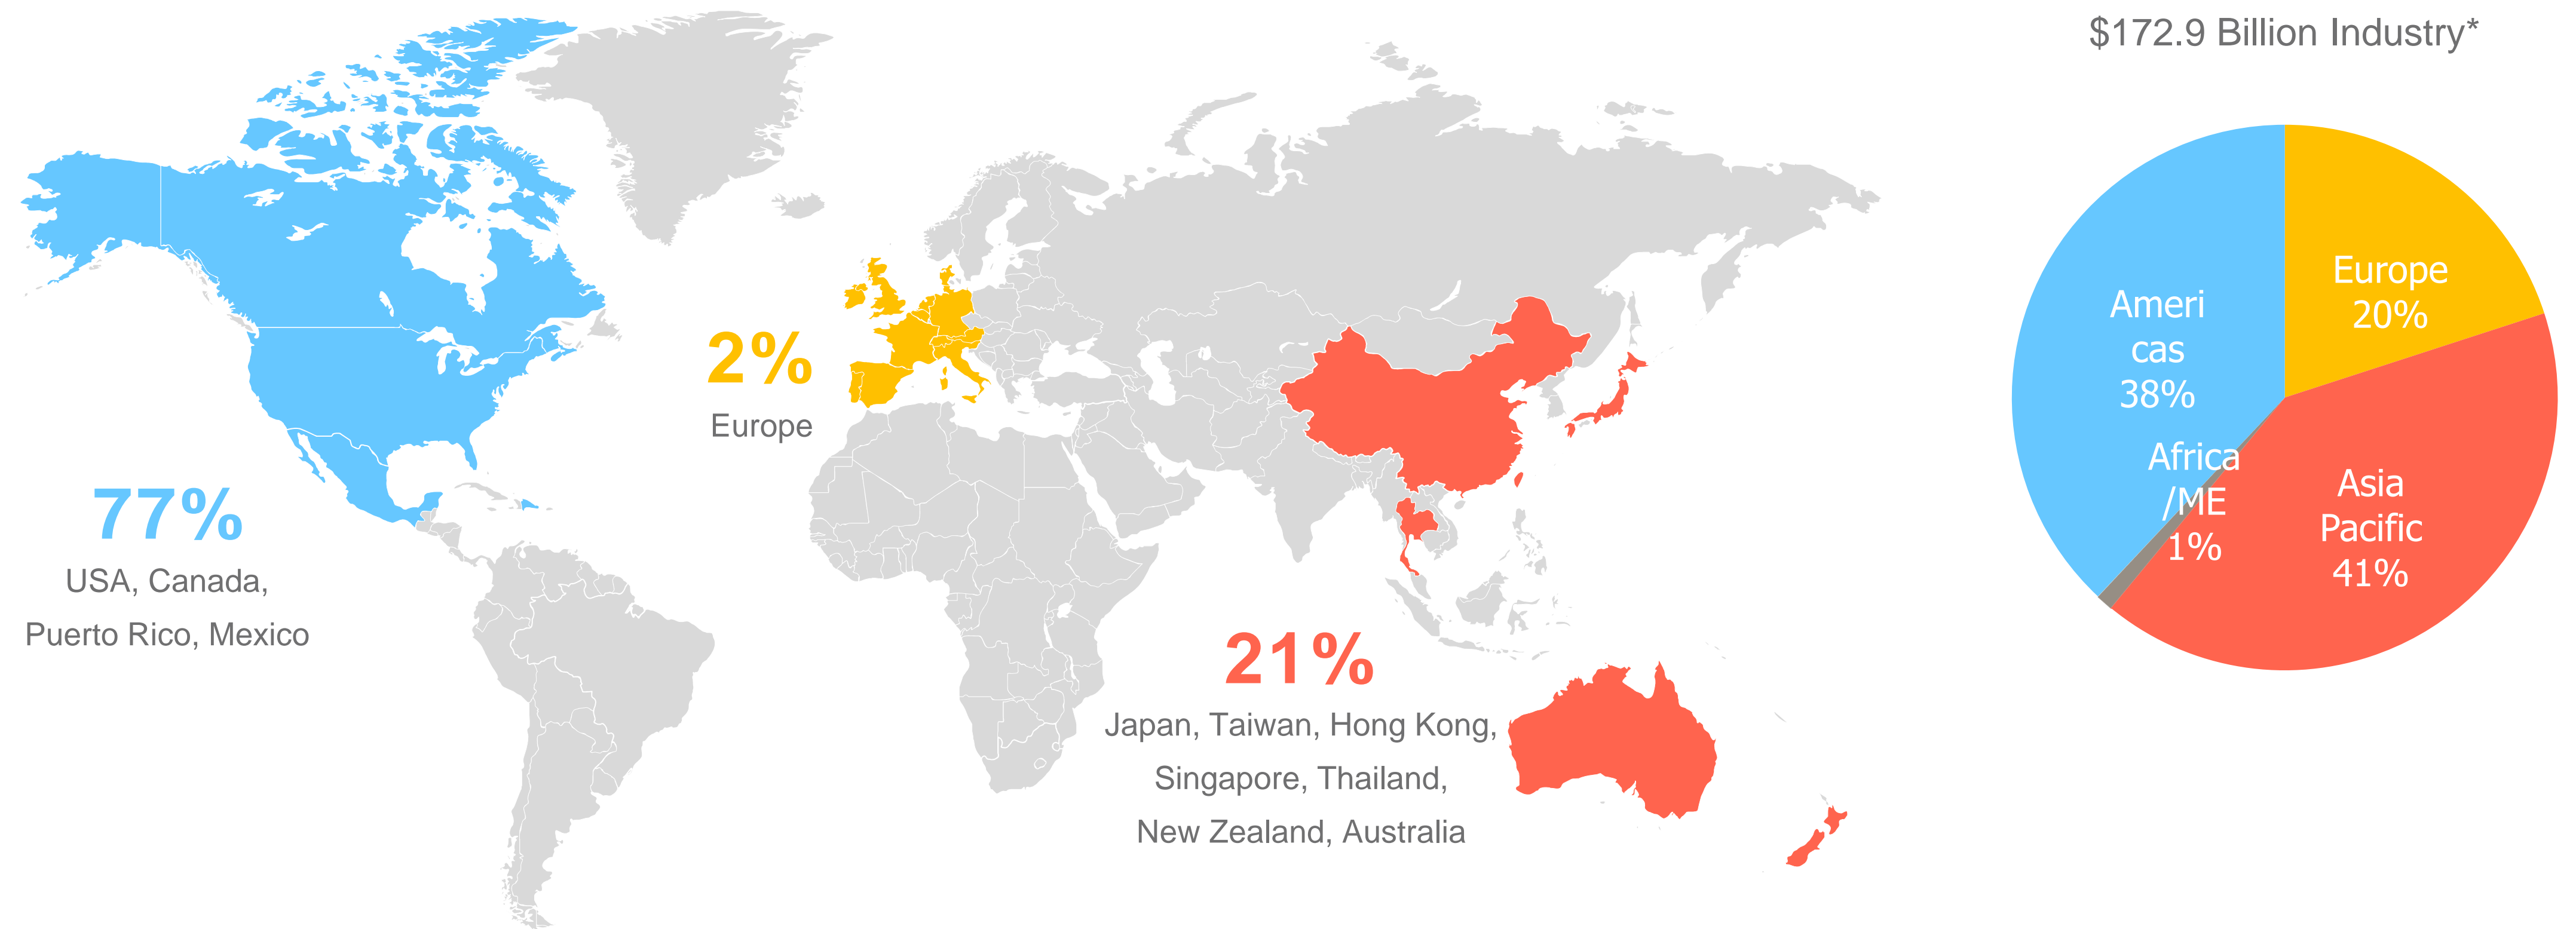 $172.9 Billion Industry*
77%
USA, Canada,
Puerto Rico, Mexico
2%
Europe
21%
Japan, Taiwan, Hong Kong,
Singapore, Thailand,
New Zealand, Australia
Europe
20%
Ameri
cas
38%
Africa
/ME
1%
Asia
Pacific
41%